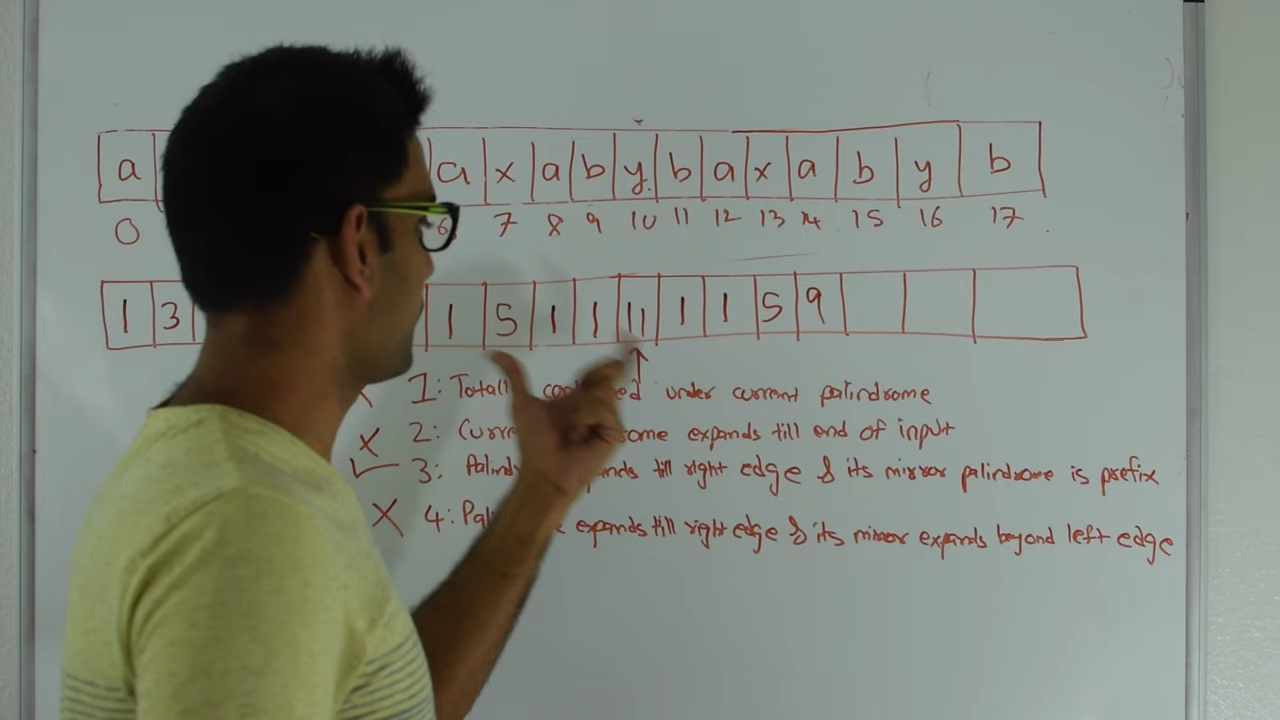 a a x a b y b a x a b y b
0 6 7 8 9 10 11 12 13 14 15 16 17
1 3 1 5 1 1 11 1 1 5 9
1: under current palindrome
X 2: expands till end of input
✓ 3: till right edge & its mirror palindrome is prefix
X 4: expands till right edge & its mirror expands beyond left edge